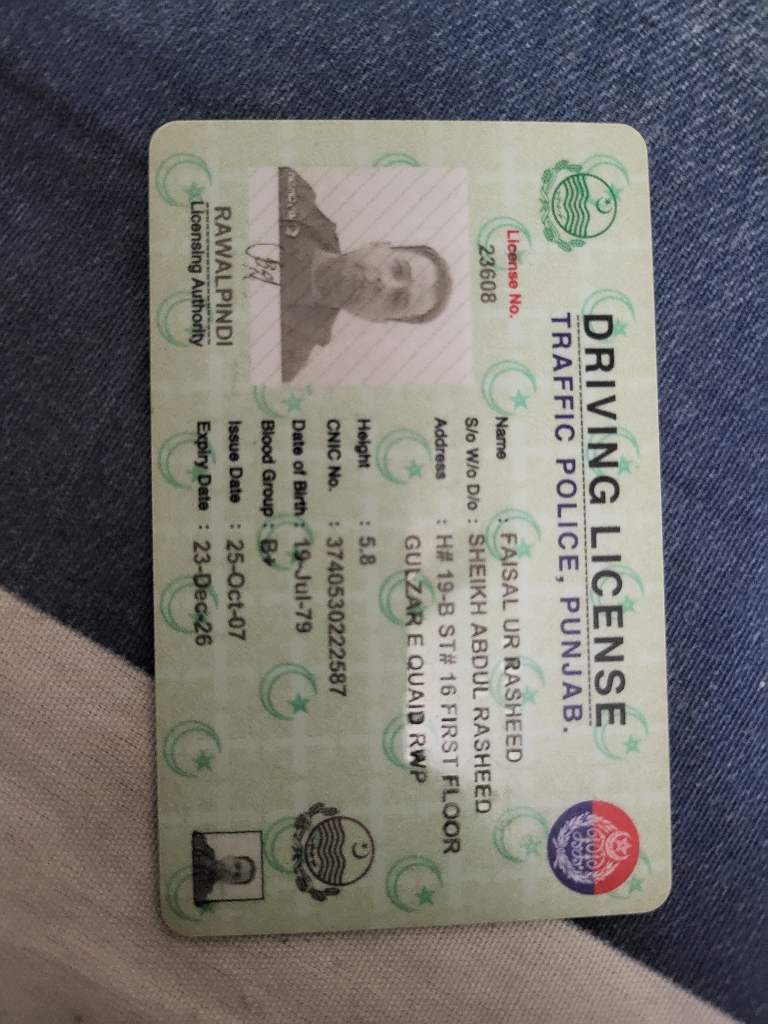 DRIVING LICENSE
TRAFFIC POLICE, PUNJAB.
License No.
23608
Name : FAISAL UR RASHEED
S/o W/o D/o : SHEIKH ABDUL RASHEED
Address : H# 19-B ST# 16 FIRST FLOOR
GULZAR E QUAID RWP
Height : 5.8
CNIC No. : 3740530222587
Date of Birth : 19-Jul-79
Blood Group : B+
Issue Date : 25-Oct-07
Expiry Date : 23-Dec-26
RAWALPINDI
Licensing Authority